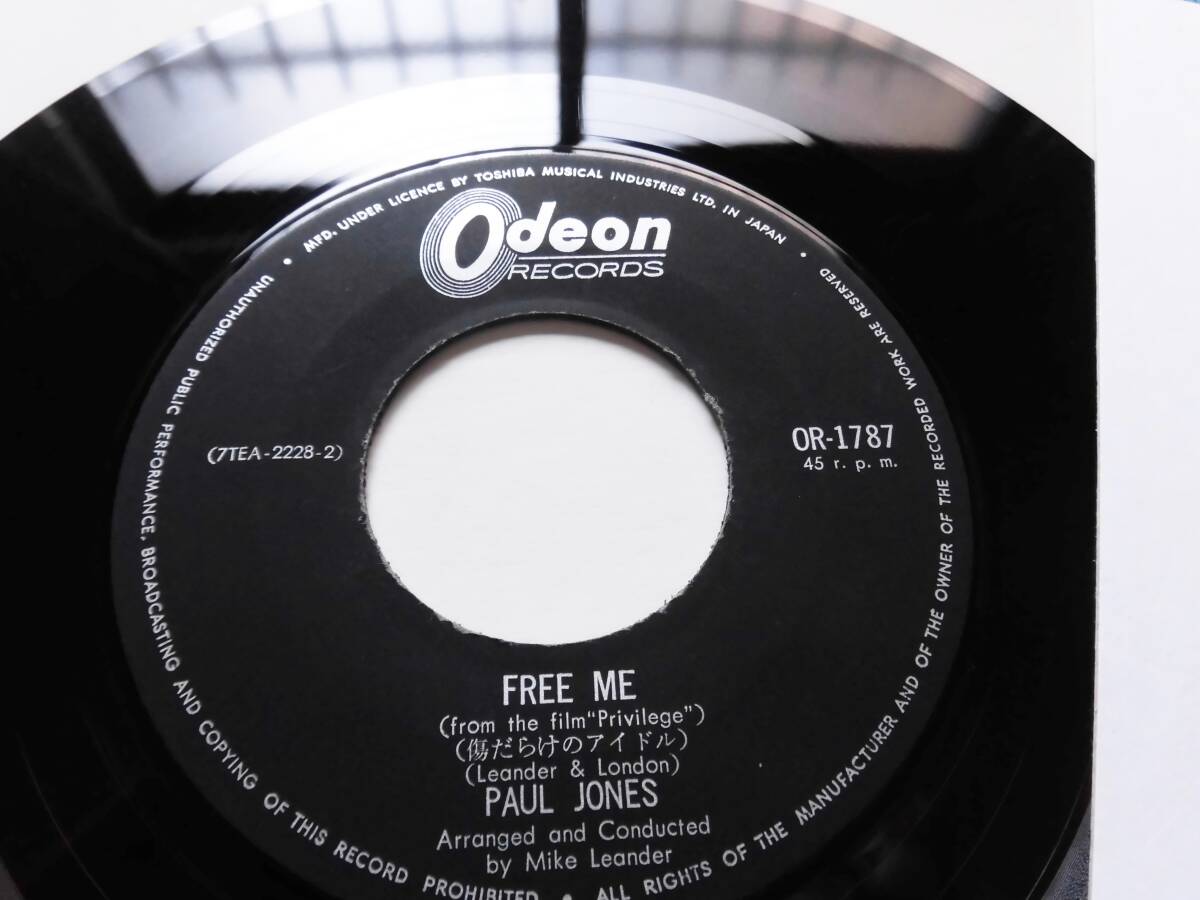 MFD. UNDER LICENCE BY TOSHIBA MUSICAL INDUSTRIES LTD. IN JAPAN •
Odeon
RECORDS
(7TEA-2228-2)
OR-1787
45 r. p. m.
FREE ME
(from the film"Privilege")
(傷だらけのアイドル)
(Leander & London)
PAUL JONES
Arranged and Conducted
by Mike Leander
ALL RIGHTS OF THE MANUFACTURER AND OF THE OWNER OF THE RECORDED WORK ARE RESERVED •
UNAUTHORIZED PUBLIC PERFORMANCE, BROADCASTING AND COPYING OF THIS RECORD PROHIBITED •